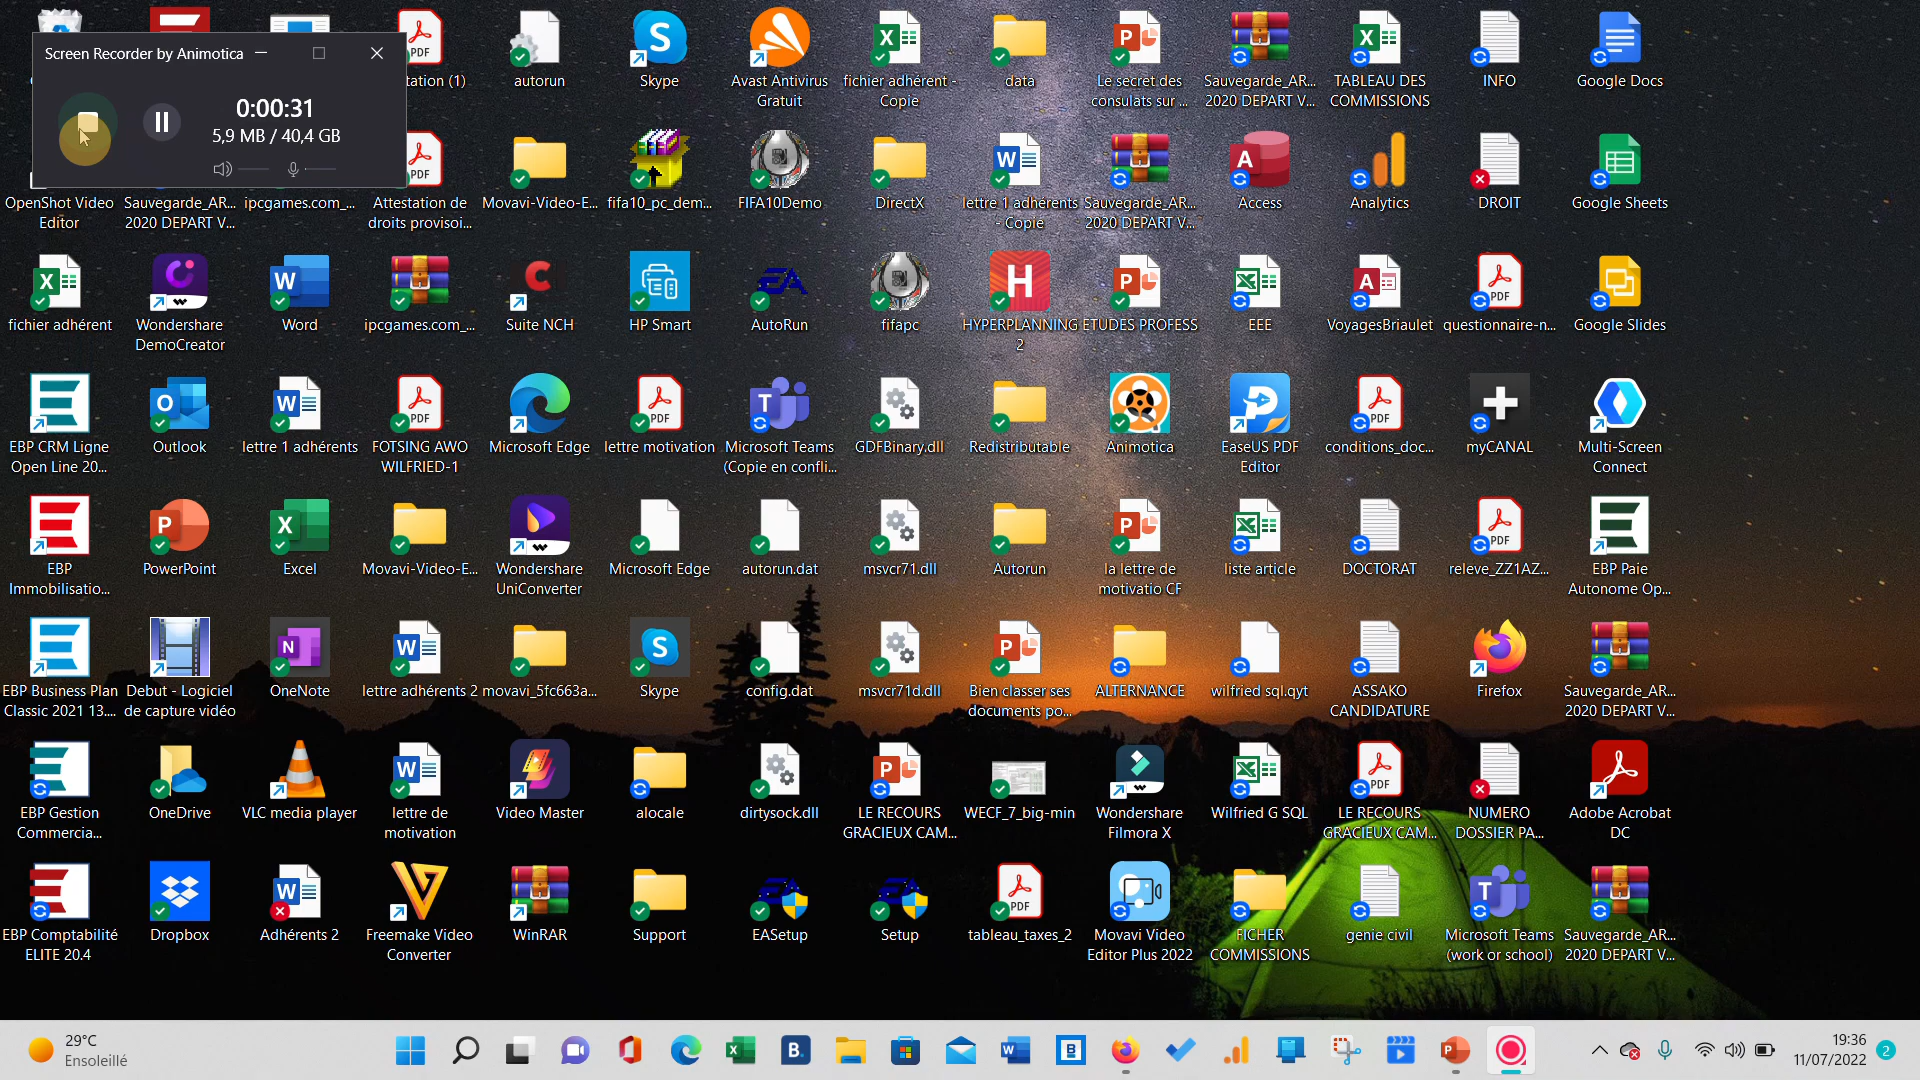 Screen Recorder by Animotica
0:00:31
5,9 MB / 40,4 GB
tation (1)
autorun
Skype
Avast Antivirus
Gratuit
fichier adhérent -
Copie
data
Le secret des
consulats sur ...
Sauvegarde_AR...
2020 DEPART V...
TABLEAU DES
COMMISSIONS
INFO
Google Docs
OpenShot Video
Editor
Sauvegarde_AR...
2020 DEPART V...
ipcgames.com_...
Attestation de
droits provisoi...
Movavi-Video-E...
fifa10_pc_dem...
FIFA10Demo
DirectX
lettre 1 adhérents
- Copie
Sauvegarde_AR...
2020 DEPART V...
Access
Analytics
DROIT
Google Sheets
fichier adhérent
Wondershare
DemoCreator
Word
ipcgames.com_...
Suite NCH
HP Smart
AutoRun
fifapc
HYPERPLANNING
2
ETUDES PROFESS
EEE
VoyagesBriaulet
questionnaire-n...
Google Slides
EBP CRM Ligne
Open Line 20...
Outlook
lettre 1 adhérents
FOTSING AWO
WILFRIED-1
Microsoft Edge
lettre motivation
Microsoft Teams
(Copie en confli...
GDFBinary.dll
Redistributable
Animotica
EaseUS PDF
Editor
conditions_doc...
myCANAL
Multi-Screen
Connect
EBP
Immobilisatio...
PowerPoint
Excel
Movavi-Video-E...
Wondershare
UniConverter
Microsoft Edge
autorun.dat
msvcr71.dll
Autorun
la lettre de
motivatio CF
liste article
DOCTORAT
releve_ZZ1AZ...
EBP Paie
Autonome Op...
EBP Business Plan
Classic 2021 13....
Debut - Logiciel
de capture vidéo
OneNote
lettre adhérents 2
movavi_5fc663a...
Skype
config.dat
msvcr71d.dll
Bien classer ses
documents po...
ALTERNANCE
wilfried sql.qyt
ASSAKO
CANDIDATURE
Firefox
Sauvegarde_AR...
2020 DEPART V...
EBP Gestion
Commercia...
OneDrive
VLC media player
lettre de
motivation
Video Master
alocale
dirtysock.dll
LE RECOURS
GRACIEUX CAM...
WECF_7_big-min
Wondershare
Filmora X
Wilfried G SQL
LE RECOURS
GRACIEUX CAM...
NUMERO
DOSSIER PA...
Adobe Acrobat
DC
EBP Comptabilité
ELITE 20.4
Dropbox
Adhérents 2
Freemake Video
Converter
WinRAR
Support
EASetup
Setup
tableau_taxes_2
Movavi Video
Editor Plus 2022
FICHER
COMMISSIONS
genie civil
Microsoft Teams
(work or school)
Sauvegarde_AR...
2020 DEPART V...
29°C
Ensoleillé
19:36
11/07/2022
2